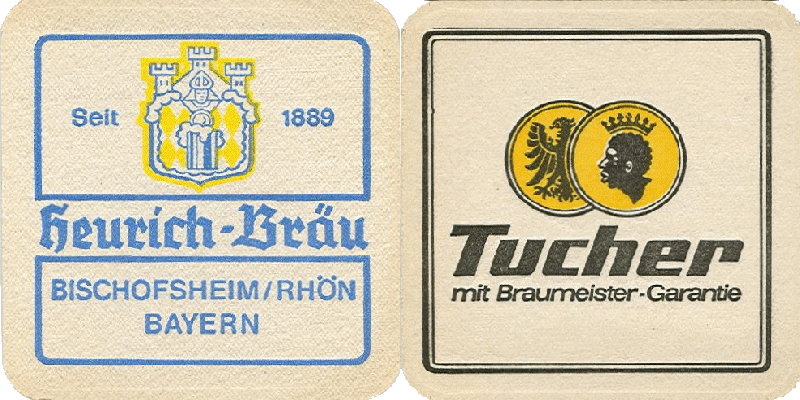 Seit 1889
Heurich-Bräu
BISCHOFSHEIM/RHÖN
BAYERN
Tucher
mit Braumeister-Garantie